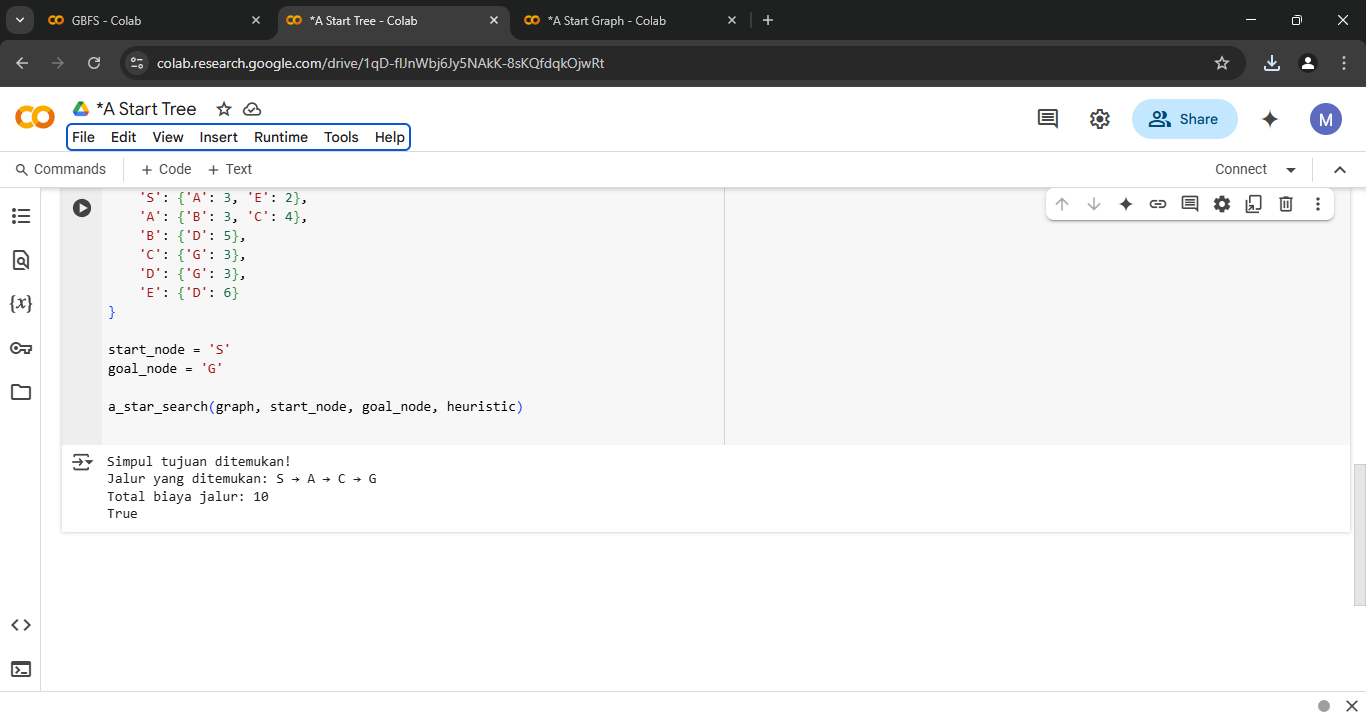 GBFS - Colab
*A Start Tree - Colab
*A Start Graph - Colab
colab.research.google.com/drive/1qD-flJnWbj6Jy5NAkK-8sKQfdqkOjwRt
*A Start Tree
File Edit View Insert Runtime Tools Help
Share
M
Commands + Code + Text
Connect
'S': {'A': 3, 'E': 2},
'A': {'B': 3, 'C': 4},
'B': {'D': 5},
'C': {'G': 3},
'D': {'G': 3},
'E': {'D': 6}
}
start_node = 'S'
goal_node = 'G'
a_star_search(graph, start_node, goal_node, heuristic)
Simpul tujuan ditemukan!
Jalur yang ditemukan: S → A → C → G
Total biaya jalur: 10
True